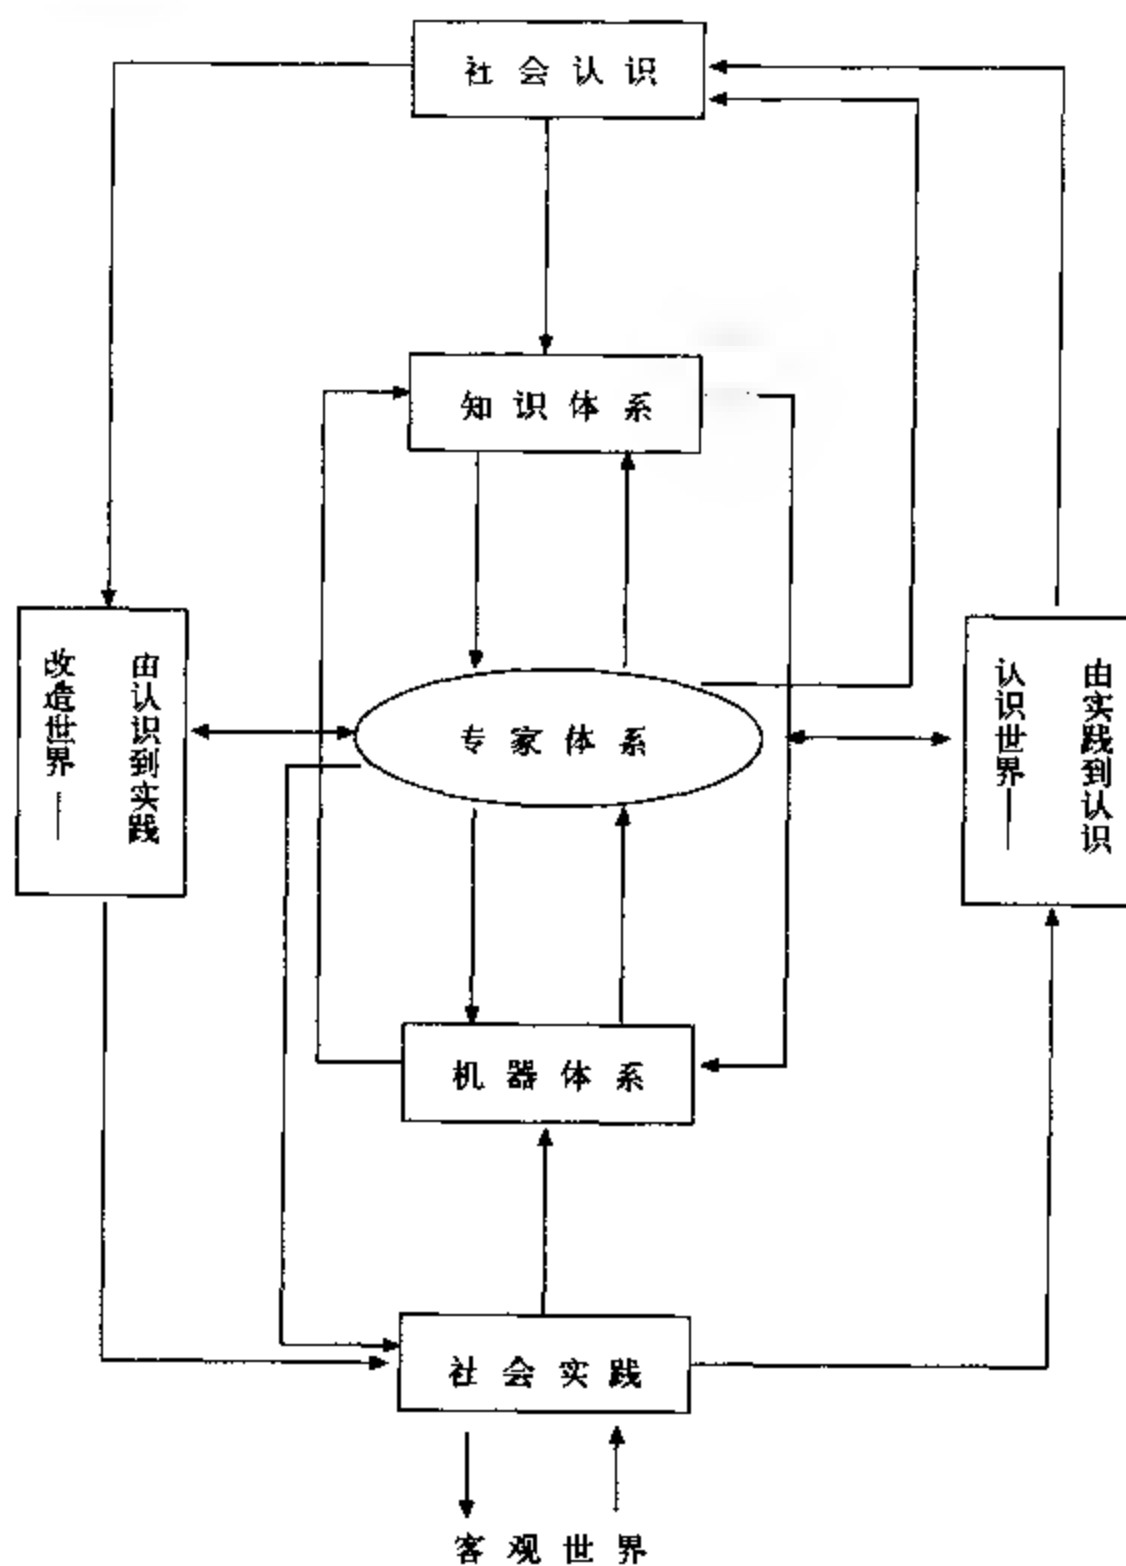 社会认识
知识体系
改造世界——
由认识到实践
专家体系
认识世界——
由实践到认识
机器体系
社会实践
客观世界